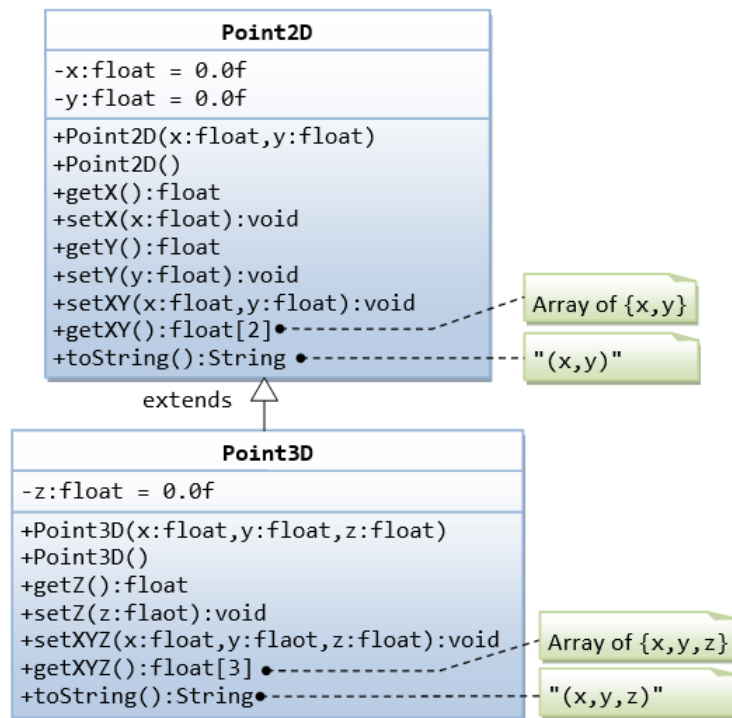 Point2D
-x:float = 0.0f
-y:float = 0.0f
+Point2D(x:float,y:float)
+Point2D()
+getX():float
+setX(x:float):void
+getY():float
+setY(y:float):void
+setXY(x:float,y:float):void
+getXY():float[2]
Array of {x,y}
+toString():String
"(x,y)"
extends
Point3D
-z:float = 0.0f
+Point3D(x:float,y:float,z:float)
+Point3D()
+getZ():float
+setZ(z:flaot):void
+setXYZ(x:float,y:flaot,z:float):void
+getXYZ():float[3]
Array of {x,y,z}
+toString():String
"(x,y,z)"